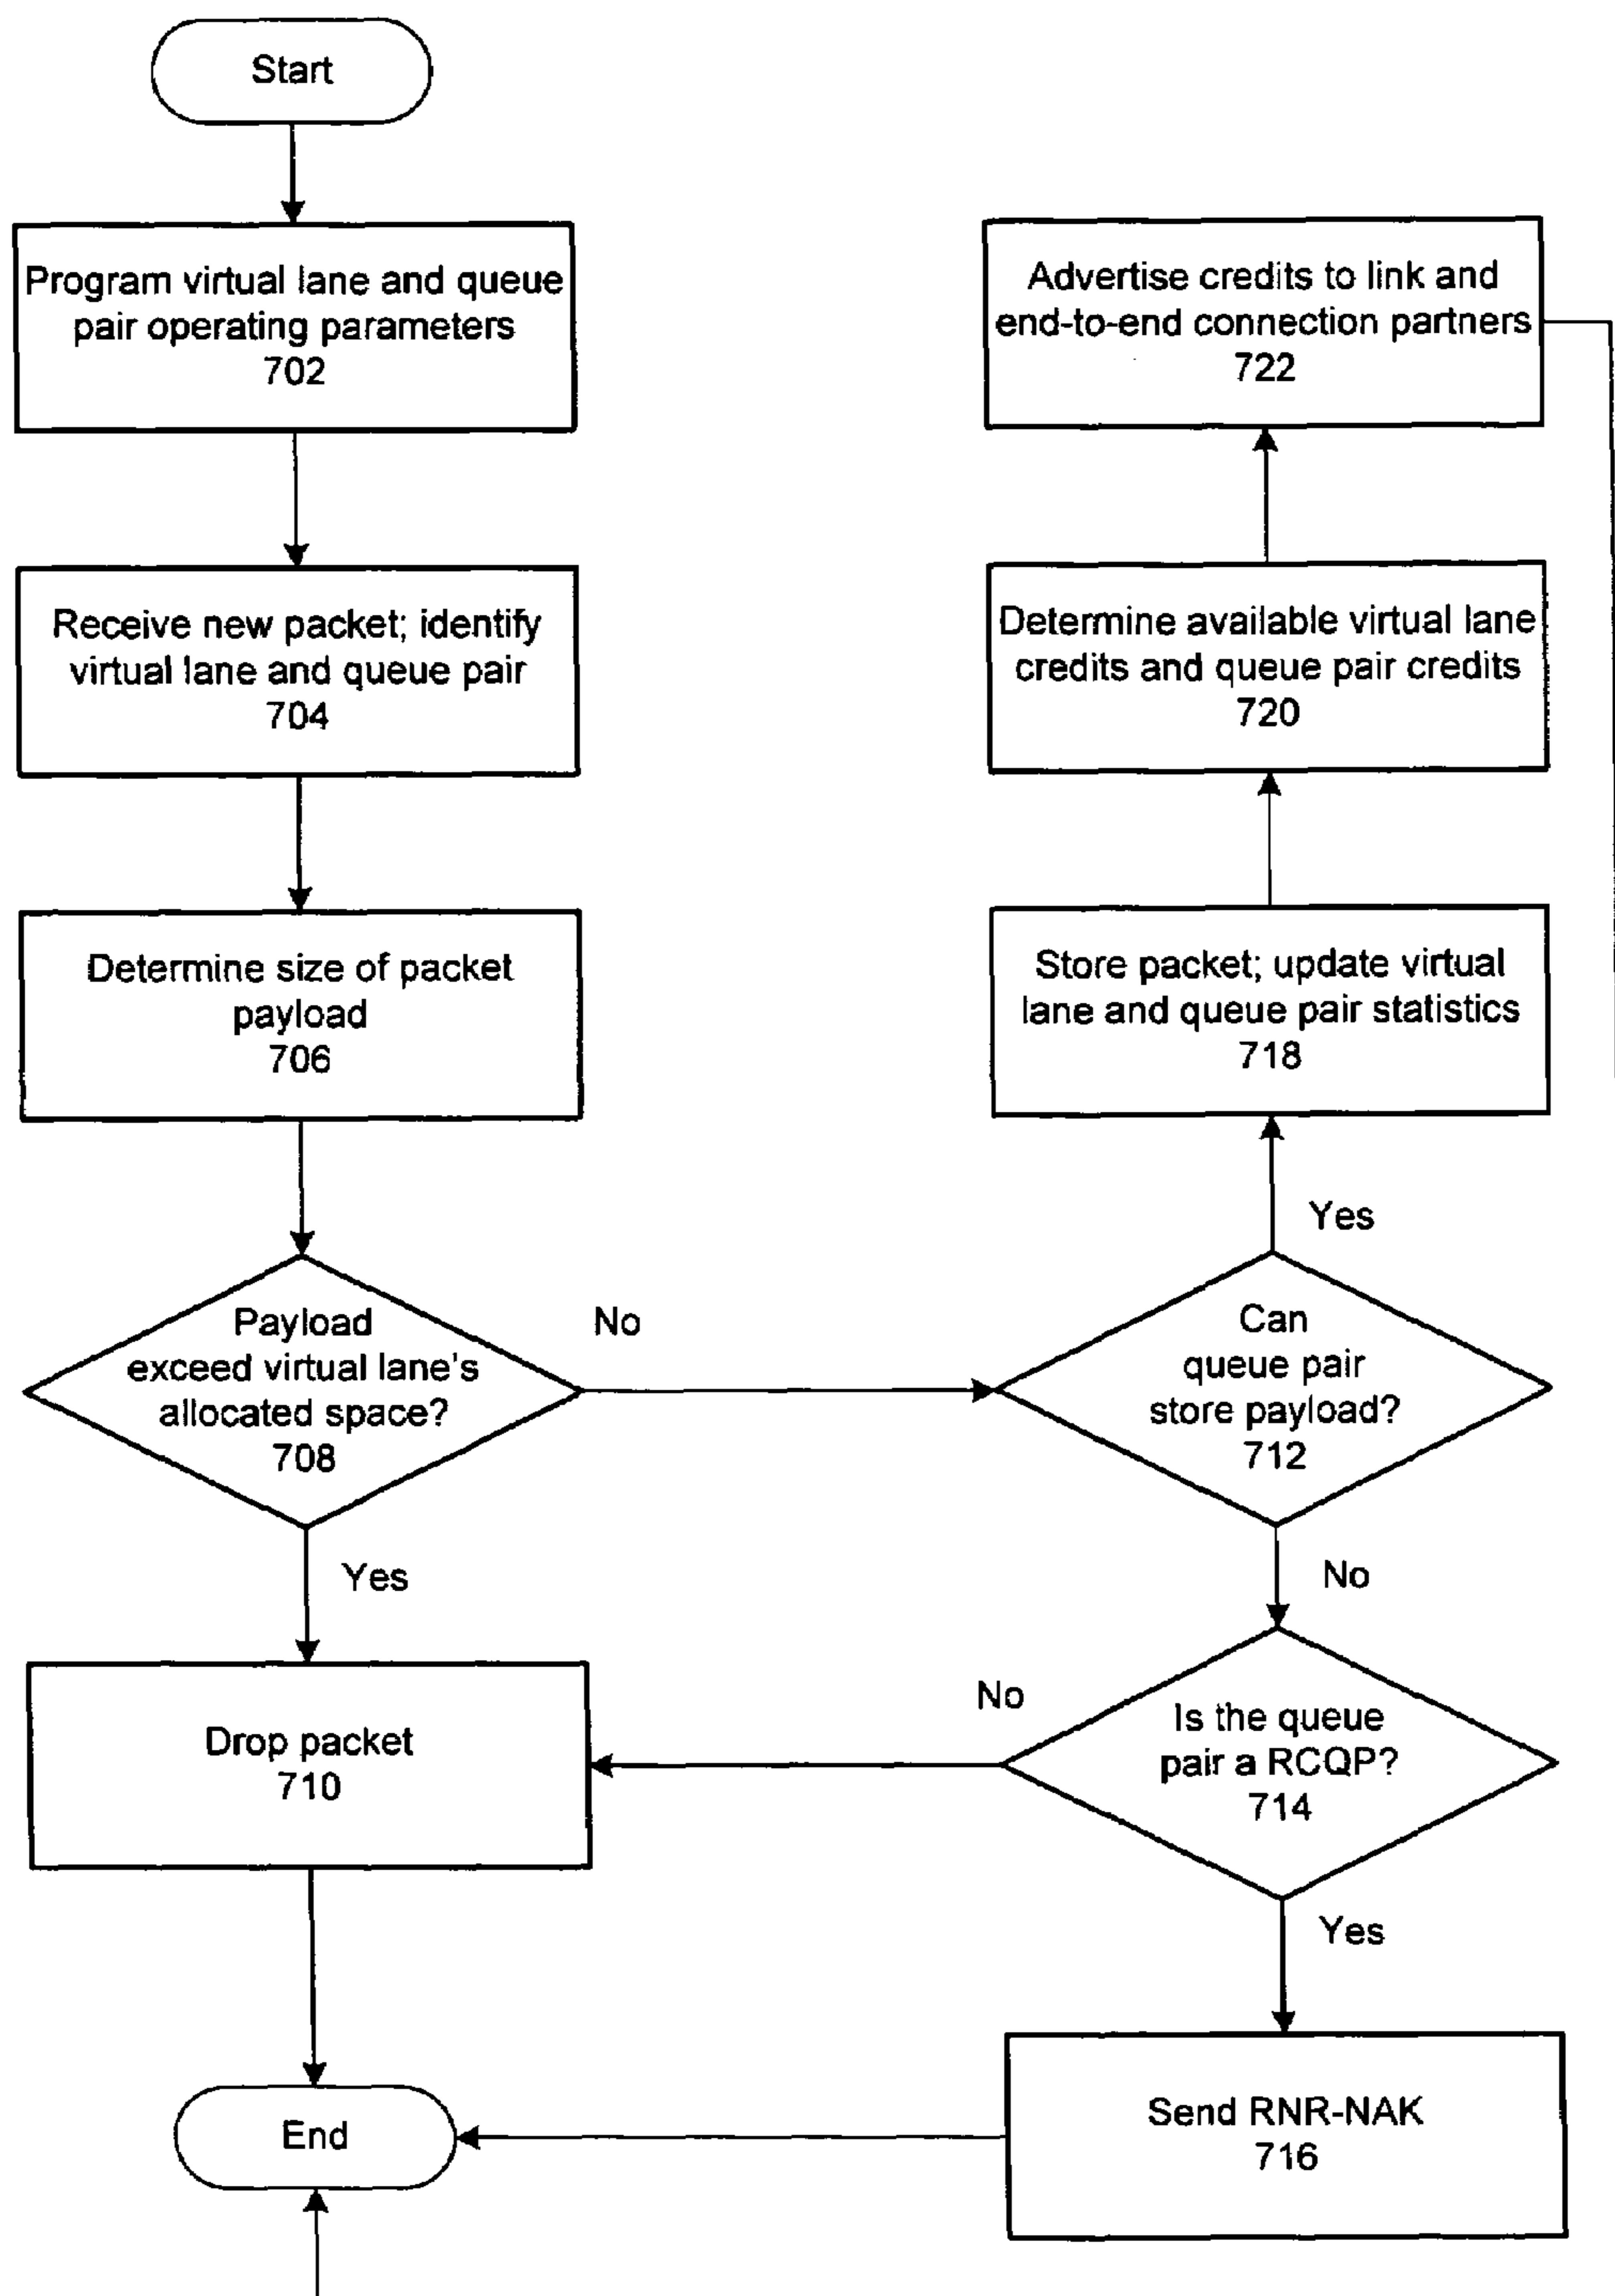 Start
Program virtual lane and queue
pair operating parameters
702
Receive new packet; identify
virtual lane and queue pair
704
Determine size of packet
payload
706
Payload
exceed virtual lane's
allocated space?
708
No
Yes
Drop packet
710
End
Advertise credits to link and
end-to-end connection partners
722
Determine available virtual lane
credits and queue pair credits
720
Store packet; update virtual
lane and queue pair statistics
718
Yes
Can
queue pair
store payload?
712
No
No
Is the queue
pair a RCQP?
714
Yes
Send RNR-NAK
716